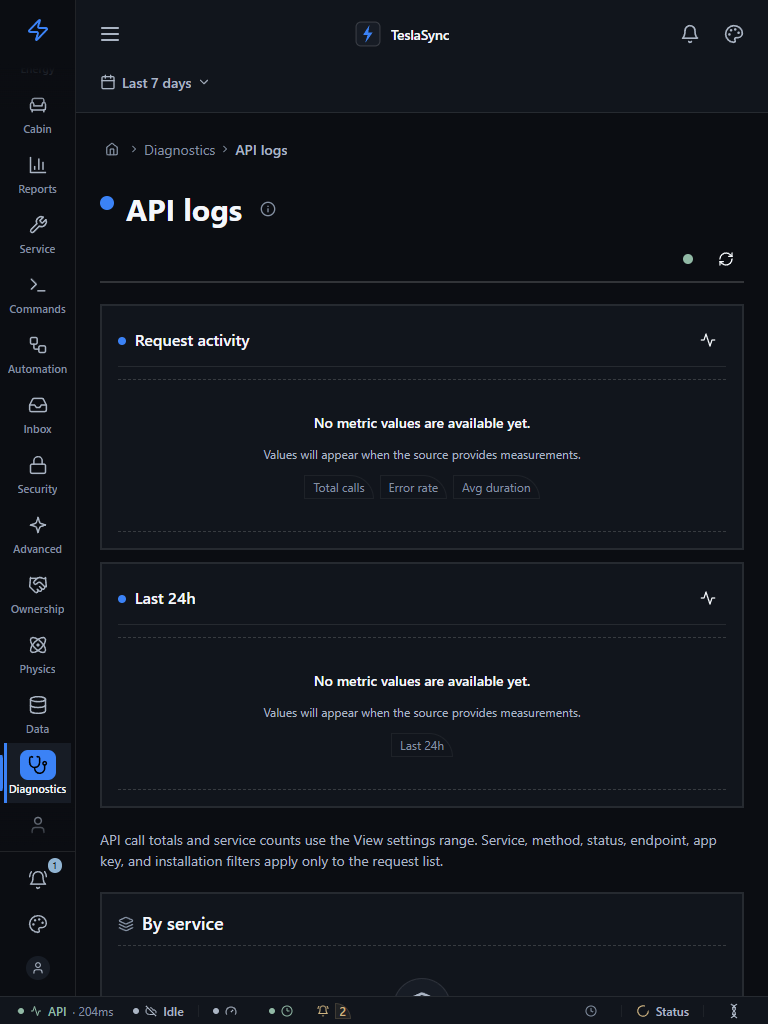 TeslaSync
Last 7 days
Energy
Cabin
Reports
Service
Commands
Automation
Inbox
Security
Advanced
Ownership
Physics
Data
Diagnostics
1
Diagnostics > API logs
API logs
Request activity
No metric values are available yet.
Values will appear when the source provides measurements.
Total calls Error rate Avg duration
Last 24h
No metric values are available yet.
Values will appear when the source provides measurements.
Last 24h
API call totals and service counts use the View settings range. Service, method, status, endpoint, app
key, and installation filters apply only to the request list.
By service
API · 204ms Idle 2 Status